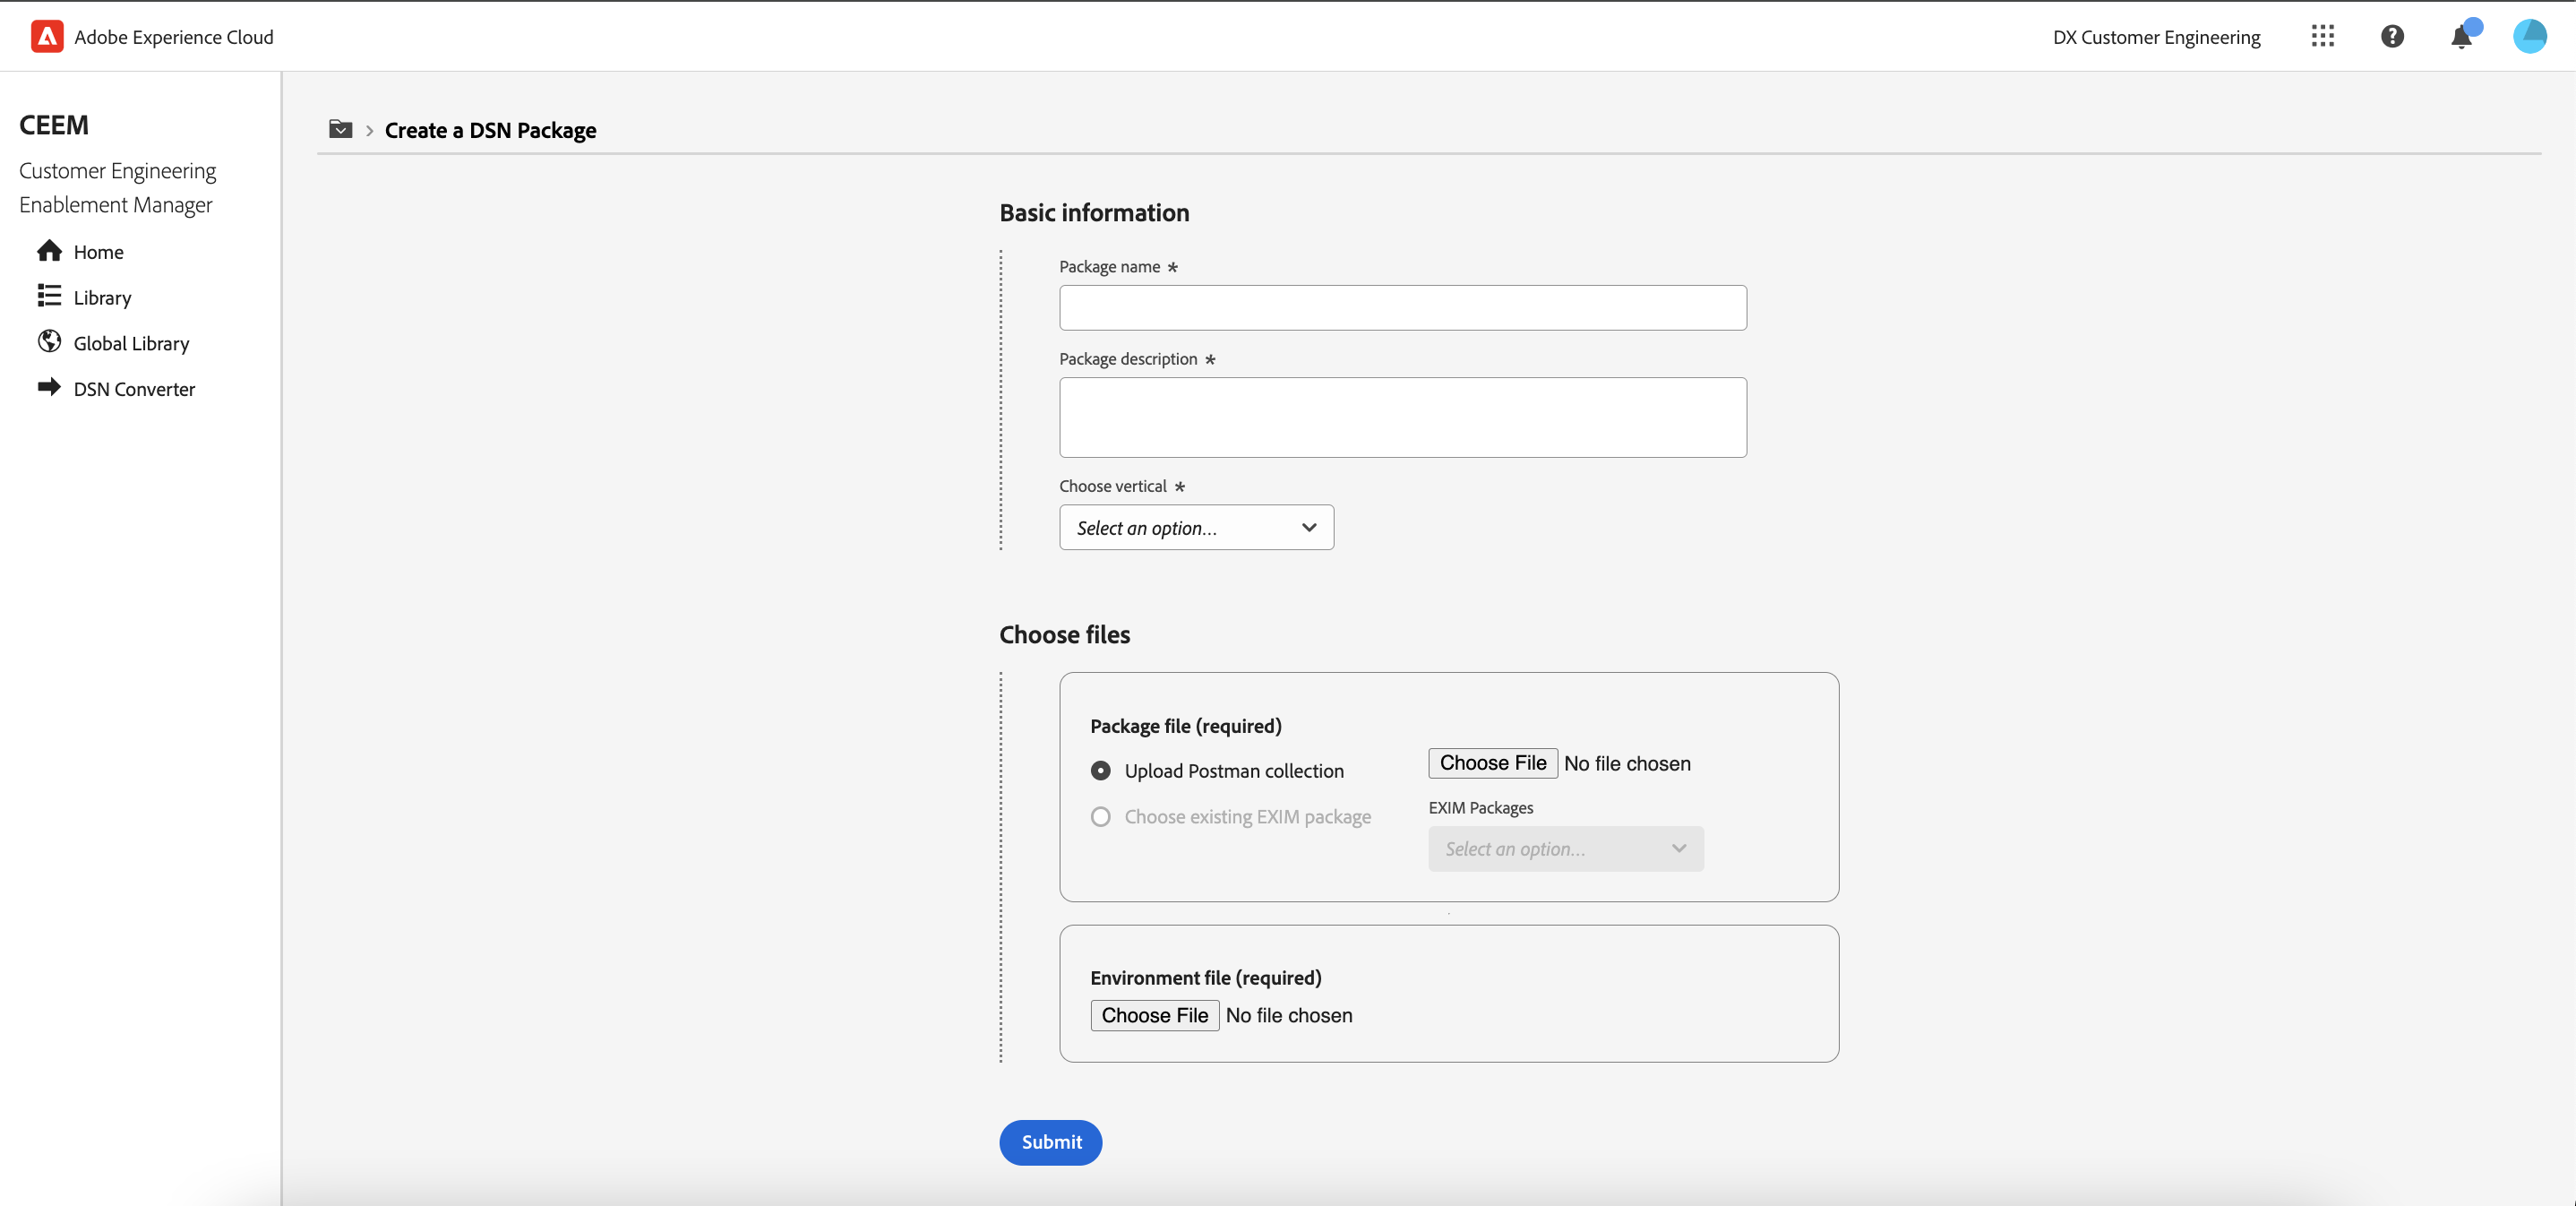 Adobe Experience Cloud
DX Customer Engineering
CEEM
Customer Engineering
Enablement Manager
Home
Library
Global Library
DSN Converter
Create a DSN Package
Basic information
Package name *
Package description *
Choose vertical *
Select an option...
Choose files
Package file (required)
Upload Postman collection
Choose File No file chosen
Choose existing EXIM package
EXIM Packages
Select an option...
Environment file (required)
Choose File No file chosen
Submit